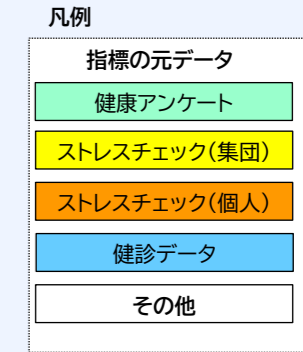 凡例
指標の元データ
健康アンケート
ストレスチェック(集団)
ストレスチェック(個人)
健診データ
その他